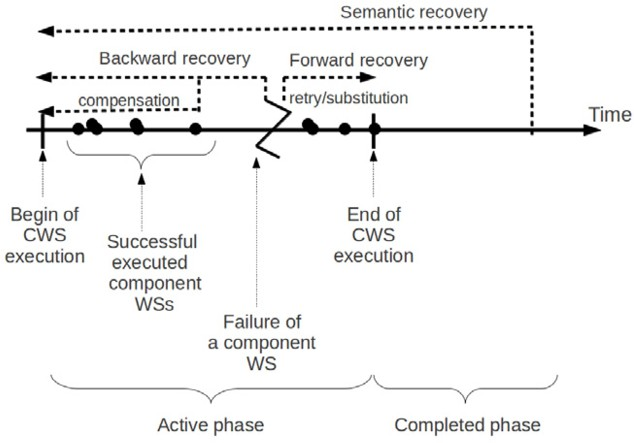 Semantic recovery
Backward recovery
Forward recovery
compensation
retry/substitution
Time
Begin of
CWS
execution
Successful
executed
component
WSs
End of
CWS
execution
Failure of
a component
WS
Active phase
Completed phase